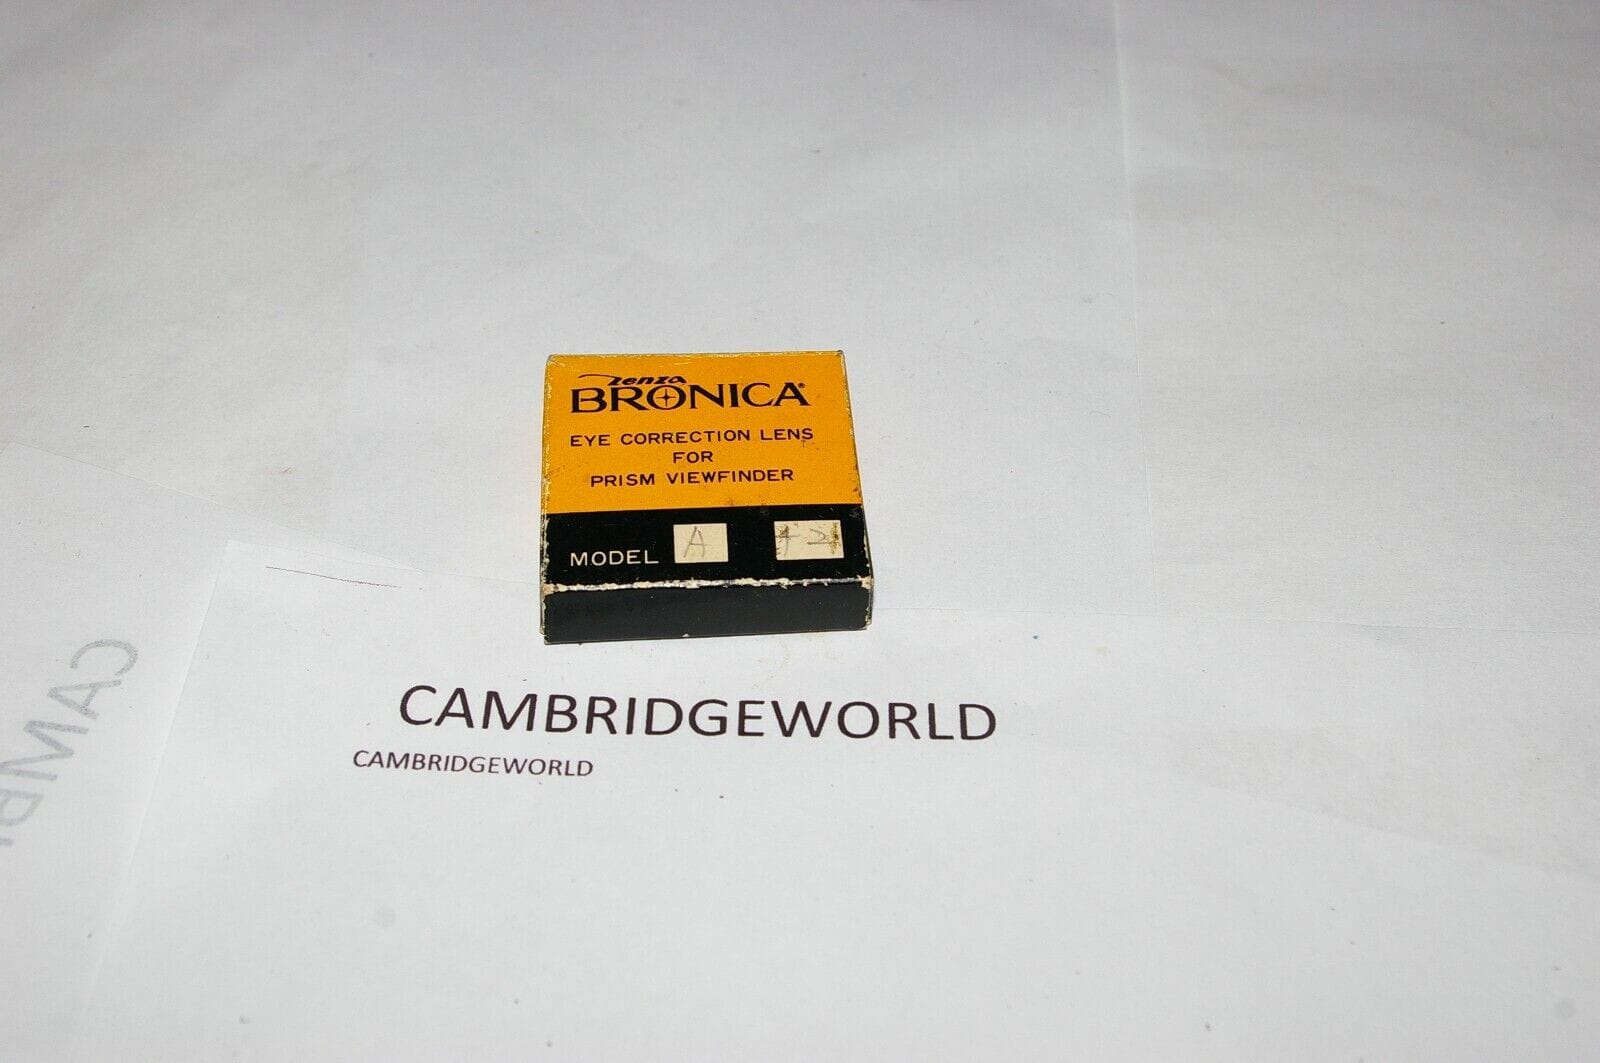 Zenza
BRONICA®
EYE CORRECTION LENS
FOR
PRISM VIEWFINDER
MODEL A
CAMBRIDGEWORLD
CAMBRIDGEWORLD